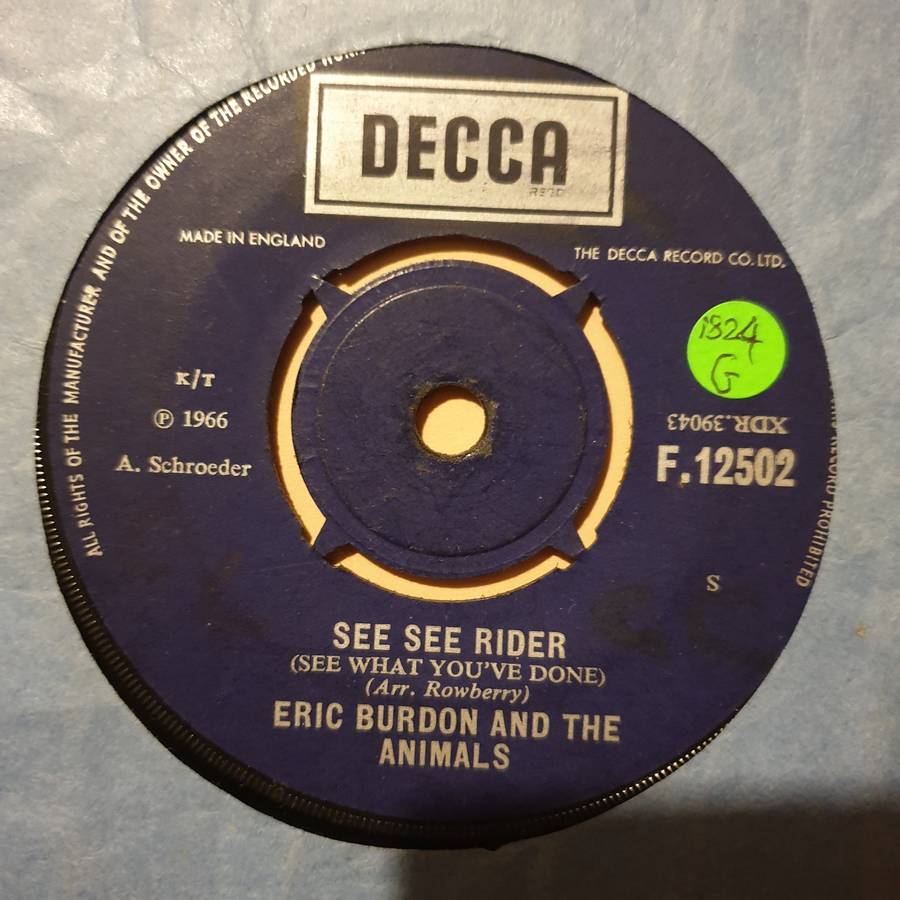 ALL RIGHTS OF THE MANUFACTURER AND OF THE OWNER OF THE RECORDED WORK
DECCA
REGD
MADE IN ENGLAND
THE DECCA RECORD CO. LTD.
1824
G
K/T
℗ 1966
A. Schroeder
XDR.39043
F.12502
RECORD PROHIBITED
S
SEE SEE RIDER
(SEE WHAT YOU'VE DONE)
(Arr. Rowberry)
ERIC BURDON AND THE
ANIMALS